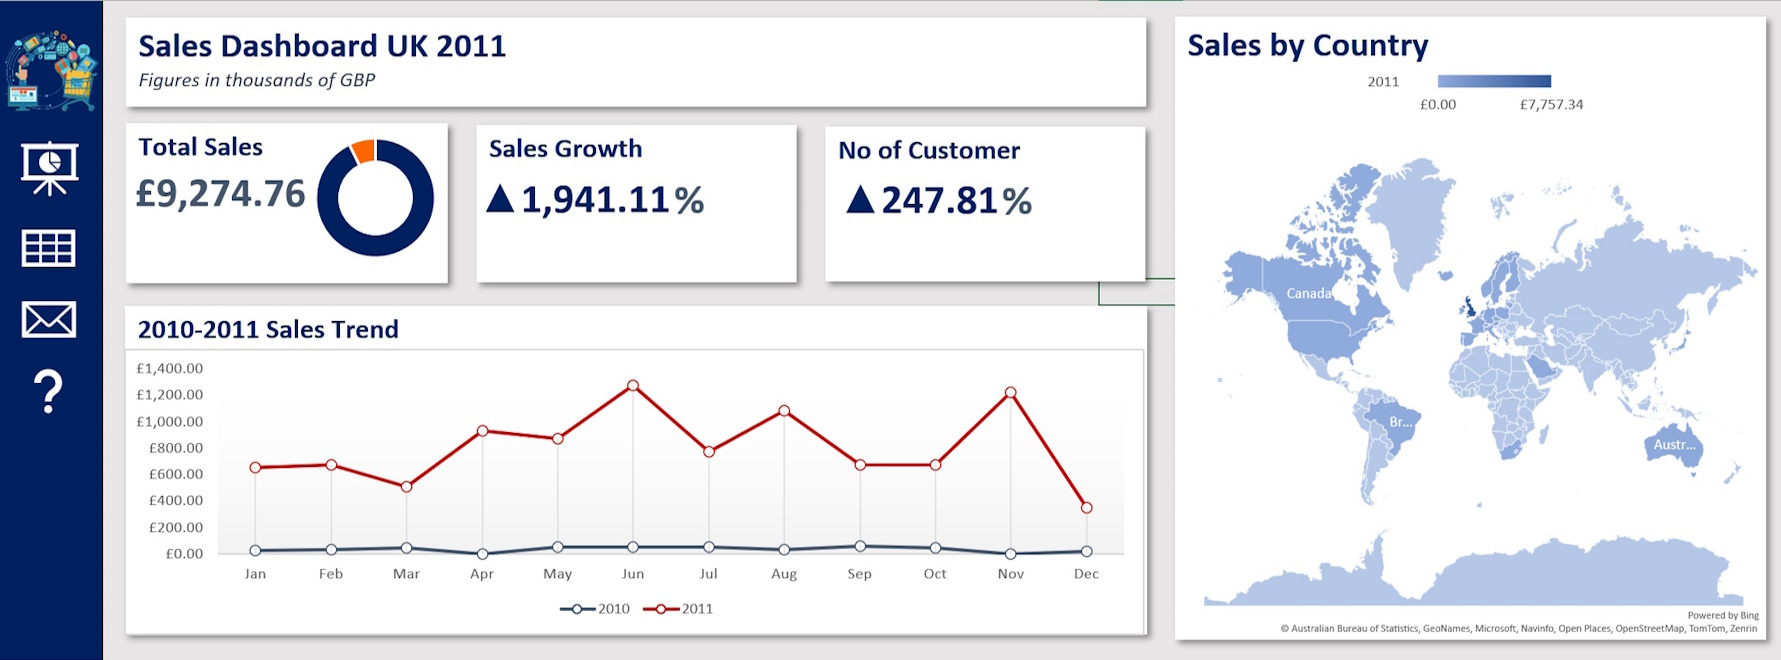 Sales Dashboard UK 2011
Figures in thousands of GBP
Total Sales
£9,274.76
Sales Growth
▲1,941.11%
No of Customer
▲247.81%
2010-2011 Sales Trend
£1,400.00
£1,200.00
£1,000.00
£800.00
£600.00
£400.00
£200.00
£0.00
Jan Feb Mar Apr May Jun Jul Aug Sep Oct Nov Dec
2010 2011
Sales by Country
2011
£0.00 £7,757.34
Canada
Br...
Austr...
Powered by Bing
© Australian Bureau of Statistics, GeoNames, Microsoft, Navinfo, Open Places, OpenStreetMap, TomTom, Zenrin